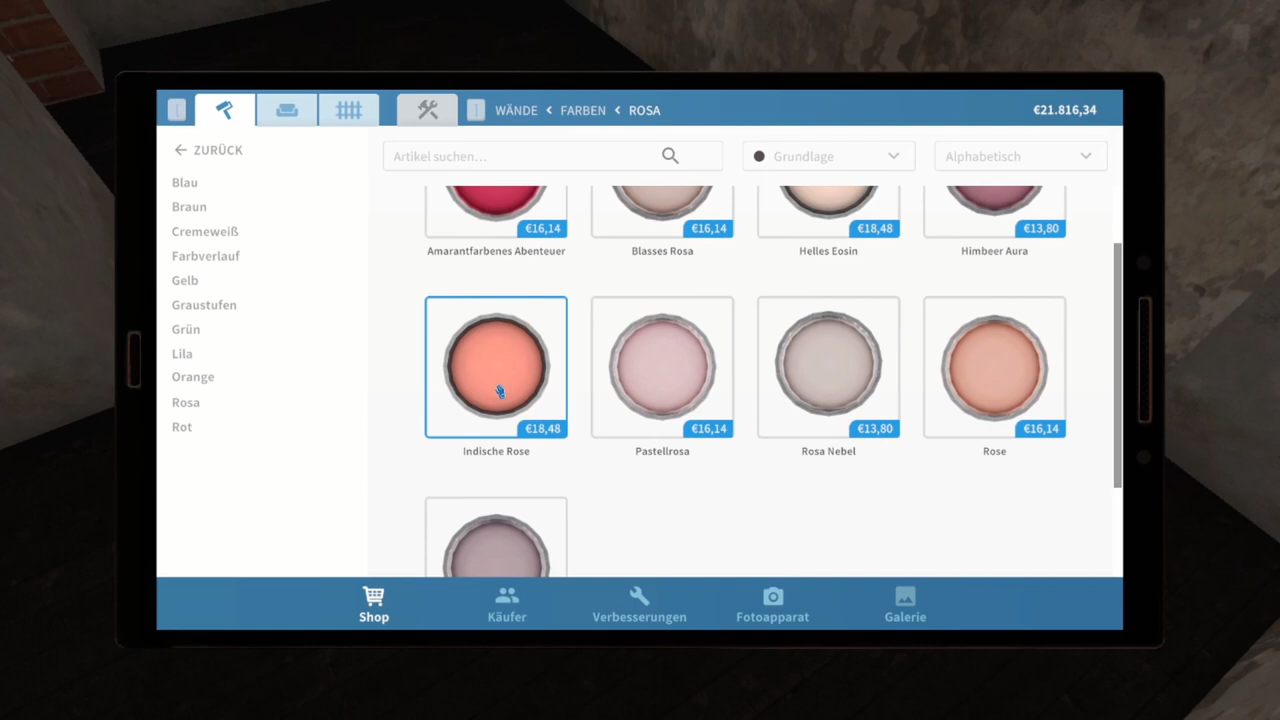 WÄNDE < FARBEN < ROSA
€21.816,34
ZURÜCK
Artikel suchen...
Grundlage
Alphabetisch
Blau
Braun
Cremeweiß
Farbverlauf
Gelb
Graustufen
Grün
Lila
Orange
Rosa
Rot
€16,14
€16,14
€18,48
€13,80
Amarantfarbenes Abenteuer
Blasses Rosa
Helles Eosin
Himbeer Aura
€18,48
€16,14
€13,80
€16,14
Indische Rose
Pastellrosa
Rosa Nebel
Rose
Shop
Käufer
Verbesserungen
Fotoapparat
Galerie